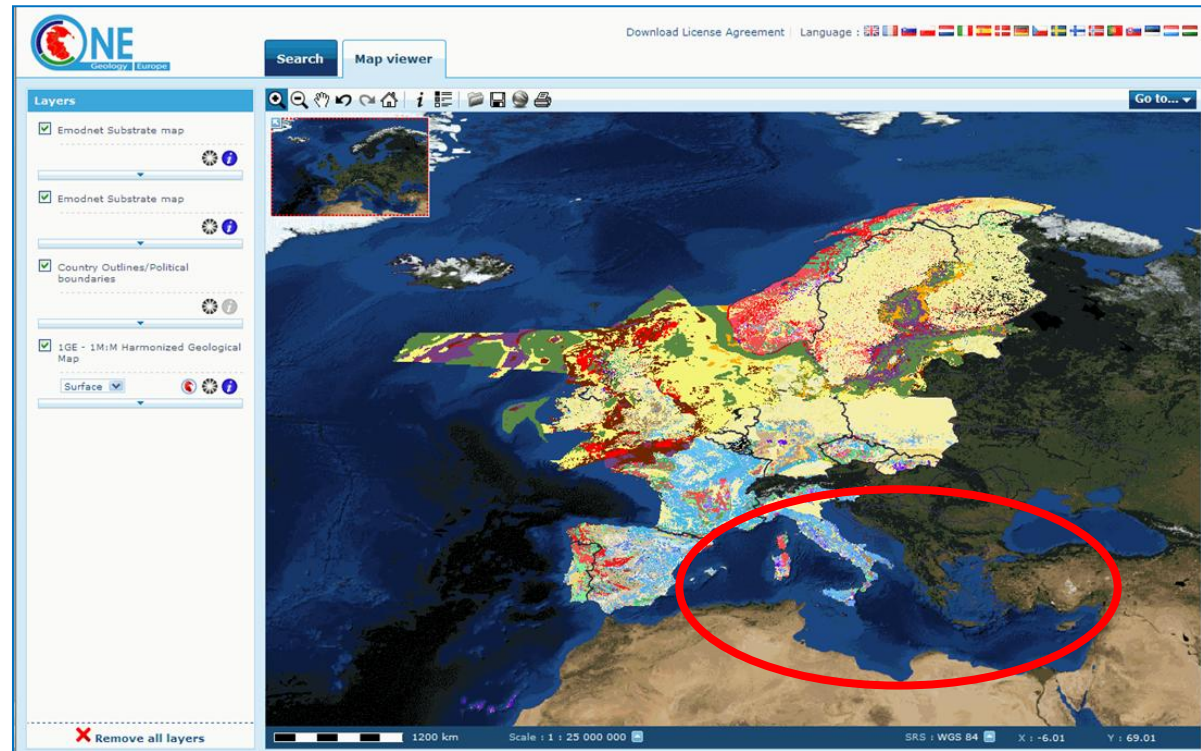 ONE
Geology Europe
Download License Agreement | Language :
Search
Map viewer
Layers
Go to...
Emodnet Substrate map
Emodnet Substrate map
Country Outlines/Political
boundaries
1GE - 1M:M Harmonized Geological
Map
Surface
Remove all layers
1200 km
Scale : 1 : 25 000 000
SRS : WGS 84
X : -6.01
Y : 69.01